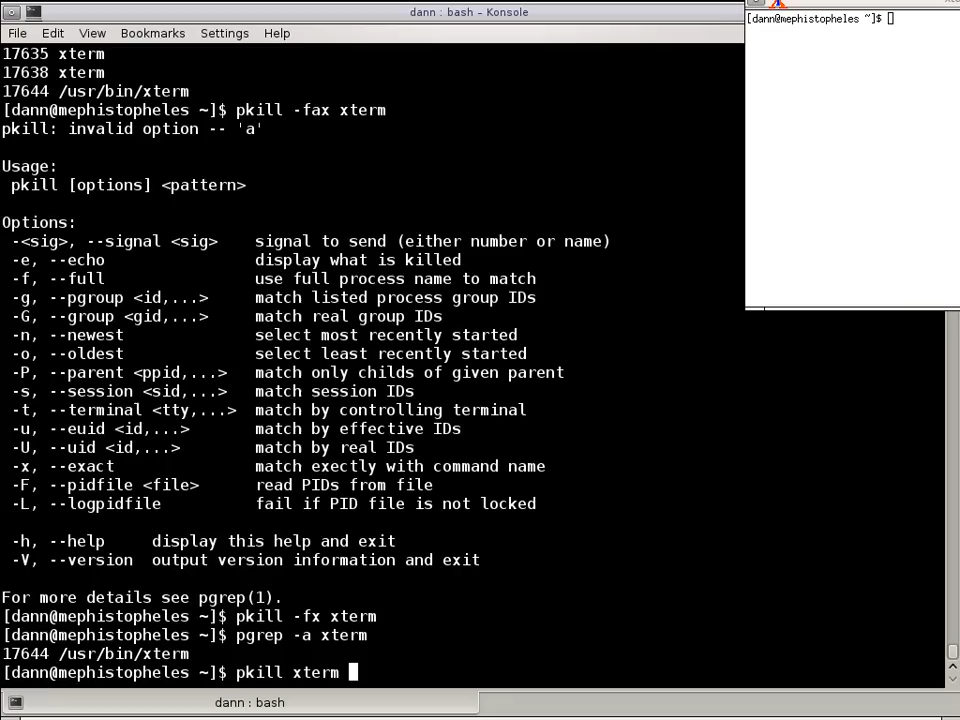 dann : bash – Konsole
File Edit View Bookmarks Settings Help
17635 xterm
17638 xterm
17644 /usr/bin/xterm
[dann@mephistopheles ~]$ pkill -fax xterm
pkill: invalid option -- 'a'
Usage:
pkill [options] <pattern>
Options:
-<sig>, --signal <sig> signal to send (either number or name)
-e, --echo display what is killed
-f, --full use full process name to match
-g, --pgroup <id,...> match listed process group IDs
-G, --group <gid,...> match real group IDs
-n, --newest select most recently started
-o, --oldest select least recently started
-P, --parent <ppid,...> match only childs of given parent
-s, --session <sid,...> match session IDs
-t, --terminal <tty,...> match by controlling terminal
-u, --euid <id,...> match by effective IDs
-U, --uid <id,...> match by real IDs
-x, --exact match exectly with command name
-F, --pidfile <file> read PIDs from file
-L, --logpidfile fail if PID file is not locked
-h, --help display this help and exit
-V, --version output version information and exit
For more details see pgrep(1).
[dann@mephistopheles ~]$ pkill -fx xterm
[dann@mephistopheles ~]$ pgrep -a xterm
17644 /usr/bin/xterm
[dann@mephistopheles ~]$ pkill xterm
dann : bash
[dann@mephistopheles ~]$